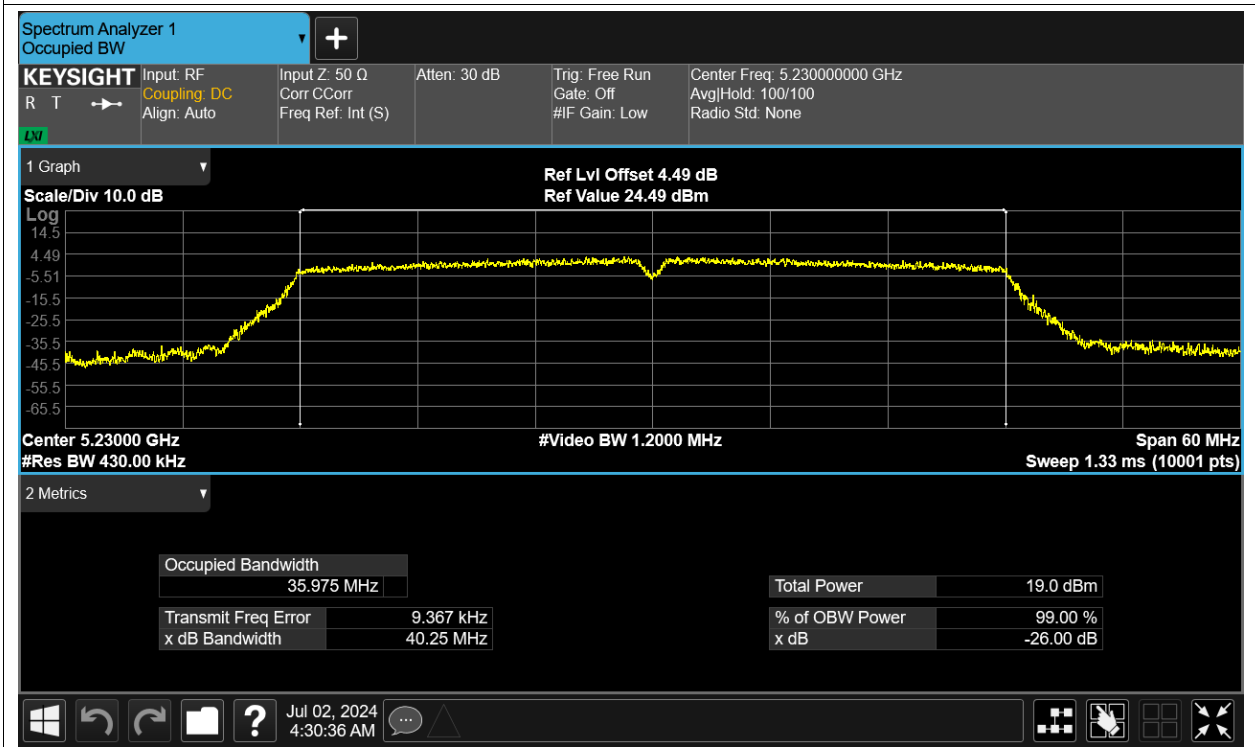 Spectrum Analyzer 1
Occupied BW
KEYSIGHT Input: RF Input Z: 50 Ω Atten: 30 dB Trig: Free Run Center Freq: 5.230000000 GHz
R T Coupling: DC Corr CCorr Gate: Off Avg|Hold: 100/100
Align: Auto Freq Ref: Int (S) #IF Gain: Low Radio Std: None
LXI
1 Graph
Ref Lvl Offset 4.49 dB
Scale/Div 10.0 dB Ref Value 24.49 dBm
Log
14.5
4.49
-5.51
-15.5
-25.5
-35.5
-45.5
-55.5
-65.5
Center 5.23000 GHz #Video BW 1.2000 MHz Span 60 MHz
#Res BW 430.00 kHz Sweep 1.33 ms (10001 pts)
2 Metrics
Occupied Bandwidth
35.975 MHz Total Power 19.0 dBm
Transmit Freq Error 9.367 kHz % of OBW Power 99.00 %
x dB Bandwidth 40.25 MHz x dB -26.00 dB
?
Jul 02, 2024
4:30:36 AM